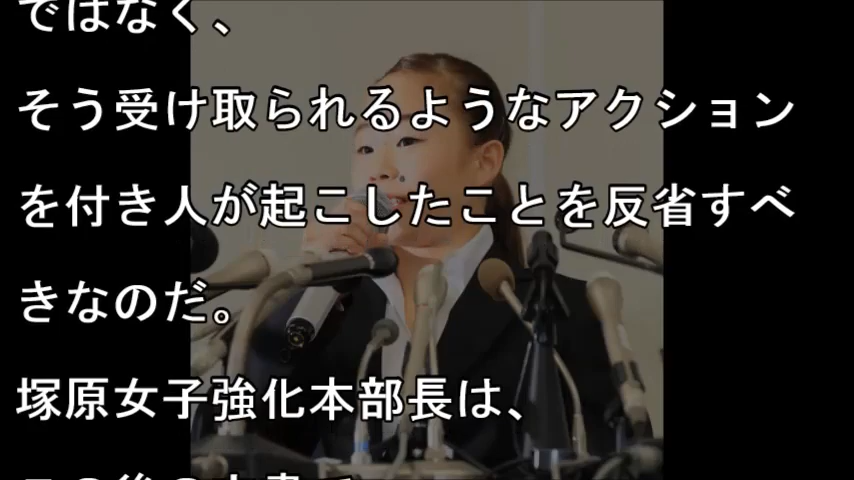 ではなく、
そう受け取られるようなアクション
を付き人が起こしたことを反省すべ
きなのだ。
塚原女子強化本部長は、